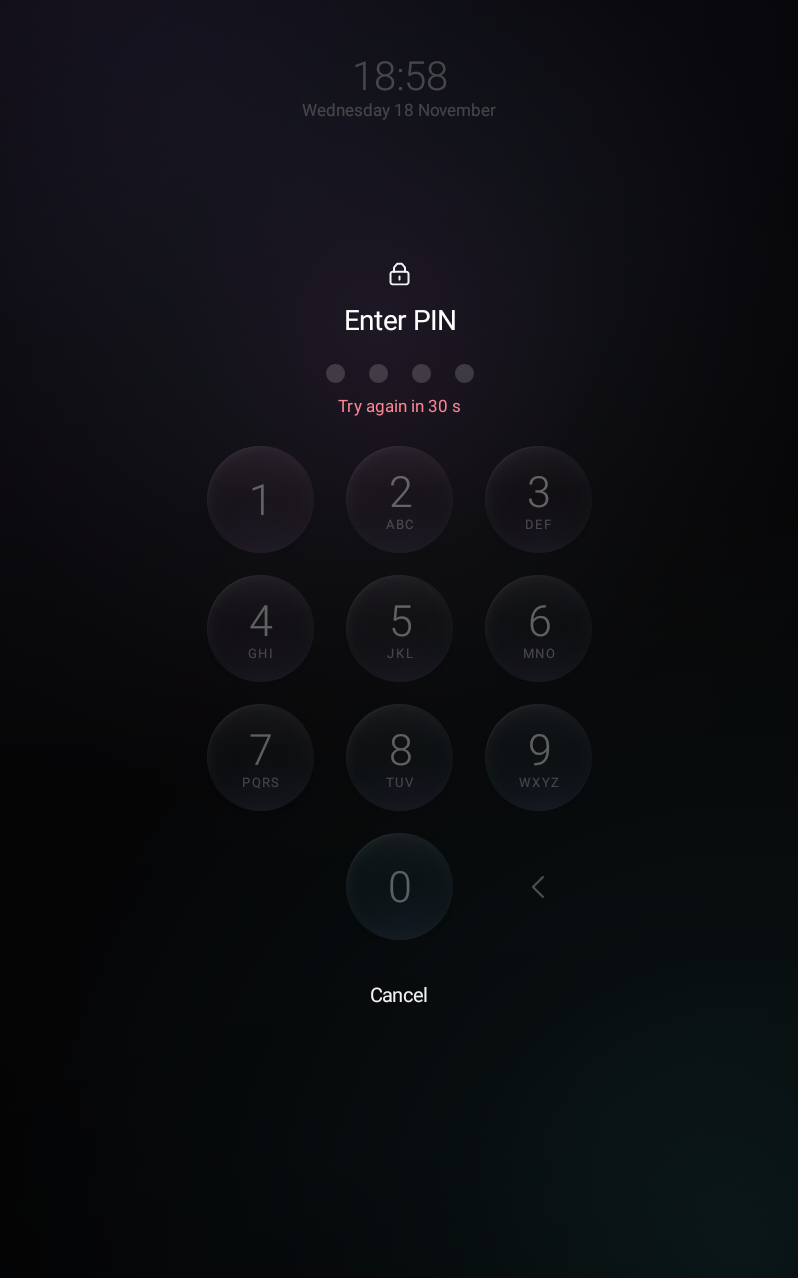 18:58
Wednesday 18 November
Enter PIN
Try again in 30 s
1
2
3
ABC
DEF
4
5
6
GHI
JKL
MNO
7
8
9
PQRS
TUV
WXYZ
0
Cancel